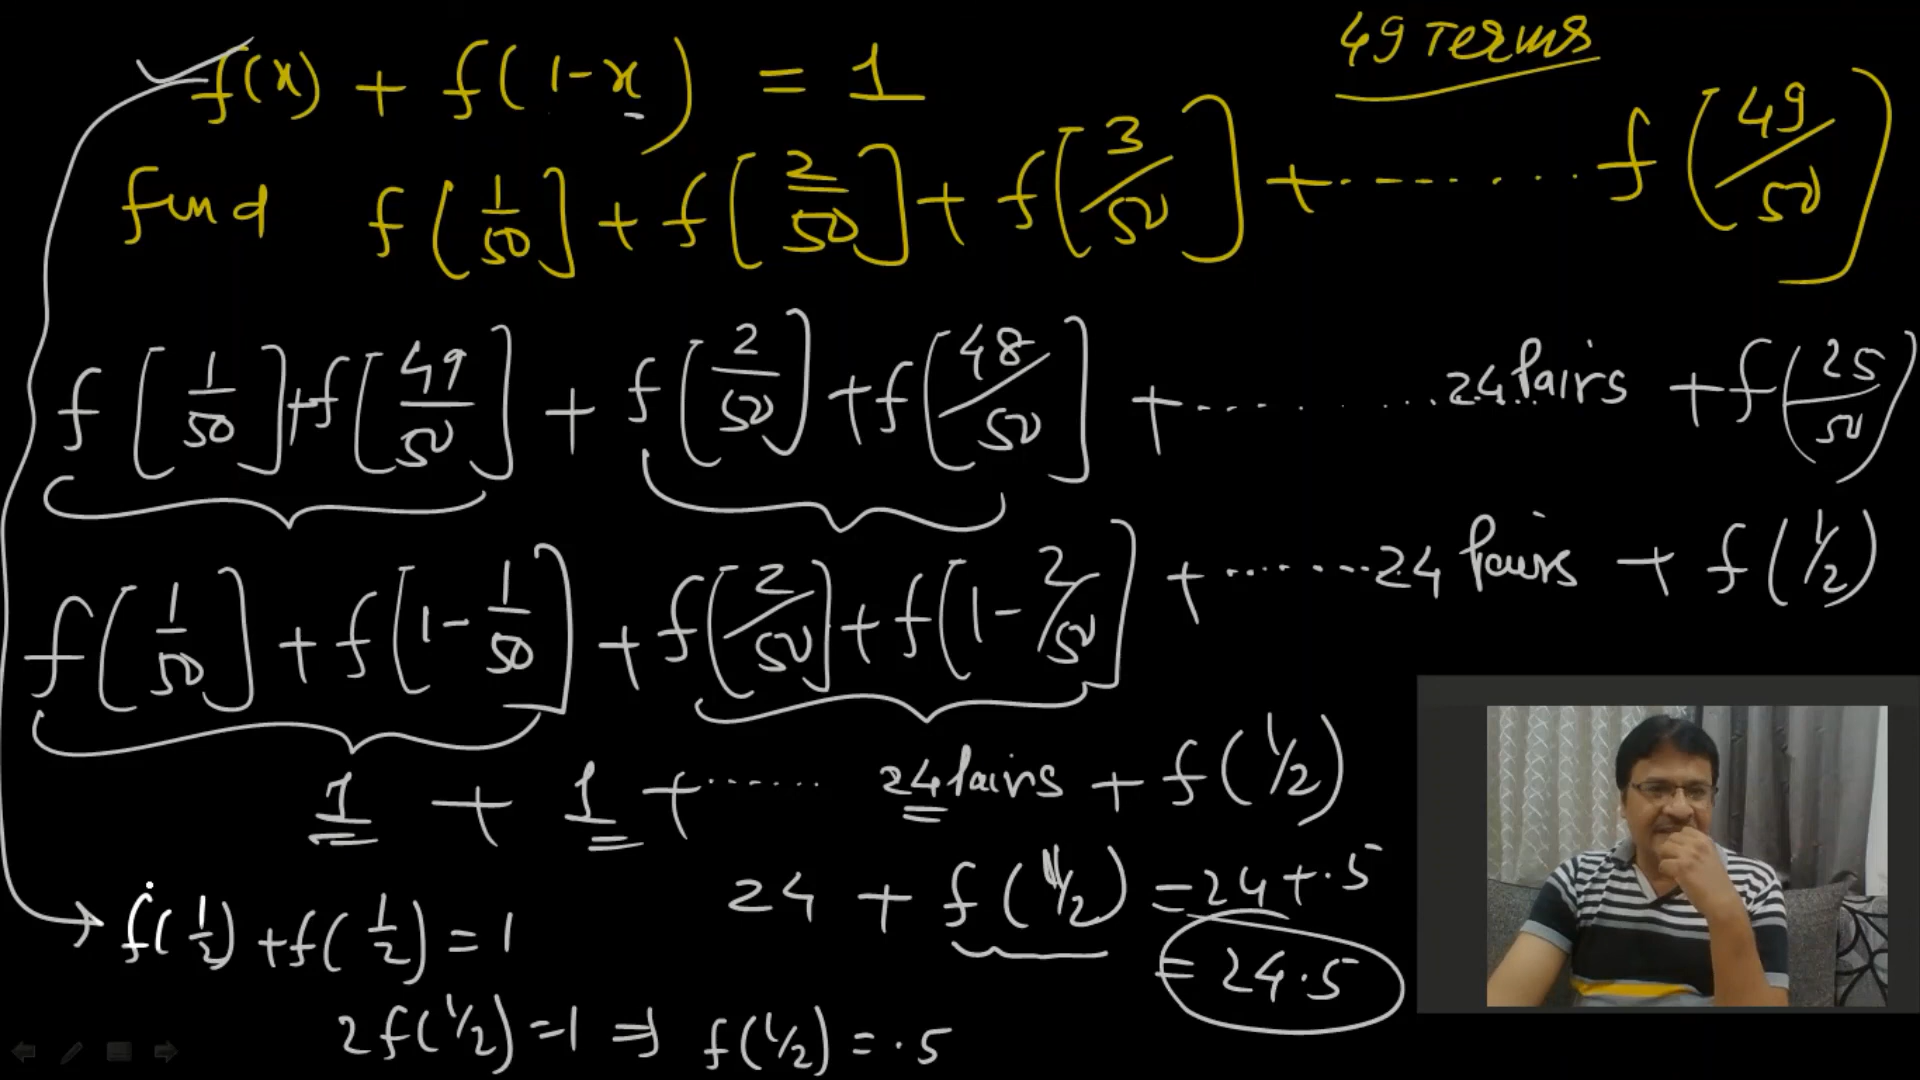 49 Terms
f(x) + f(1-x) = 1
find f(1/50] + f[2/50] + f[3/50] + ........ f[49/50)
f[1/50]+f[49/50] + f[2/50]+f[48/50] + ........ 24 Pairs + f(25/50)
f(1/50] + f(1-1/50] + f(2/50]+f(1-2/50] + ........ 24 Pairs + f(1/2)
1 + 1 + ...... 24 Pairs + f(1/2)
24 + f(1/2) = 24+.5
= 24.5
f(1/2) + f(1/2) = 1
2f(1/2) = 1 ⇒ f(1/2) = .5